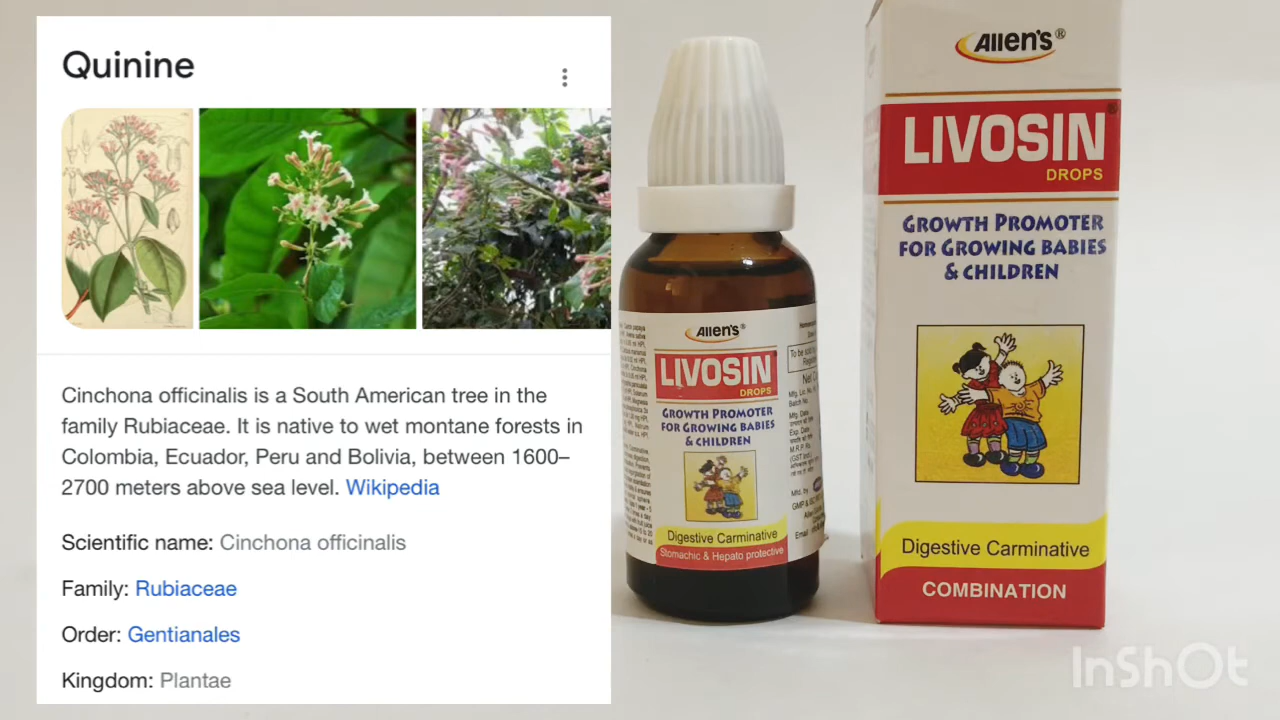 Quinine
Cinchona officinalis is a South American tree in the
family Rubiaceae. It is native to wet montane forests in
Colombia, Ecuador, Peru and Bolivia, between 1600–
2700 meters above sea level. Wikipedia
Scientific name: Cinchona officinalis
Family: Rubiaceae
Order: Gentianales
Kingdom: Plantae
Allen's®
LIVOSIN
DROPS
GROWTH PROMOTER
FOR GROWING BABIES
& CHILDREN
Digestive Carminative
Stomachic & Hepato protective
Allen's®
LIVOSIN®
DROPS
GROWTH PROMOTER
FOR GROWING BABIES
& CHILDREN
Digestive Carminative
COMBINATION
InShOt